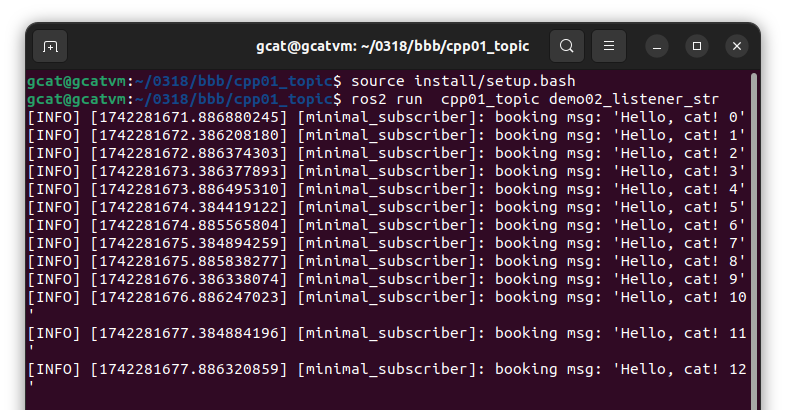 gcat@gcatvm: ~/0318/bbb/cpp01_topic
gcat@gcatvm:~/0318/bbb/cpp01_topic$ source install/setup.bash
gcat@gcatvm:~/0318/bbb/cpp01_topic$ ros2 run  cpp01_topic demo02_listener_str
[INFO] [1742281671.886880245] [minimal_subscriber]: booking msg: 'Hello, cat! 0'
[INFO] [1742281672.386208180] [minimal_subscriber]: booking msg: 'Hello, cat! 1'
[INFO] [1742281672.886374303] [minimal_subscriber]: booking msg: 'Hello, cat! 2'
[INFO] [1742281673.386377893] [minimal_subscriber]: booking msg: 'Hello, cat! 3'
[INFO] [1742281673.886495310] [minimal_subscriber]: booking msg: 'Hello, cat! 4'
[INFO] [1742281674.384419122] [minimal_subscriber]: booking msg: 'Hello, cat! 5'
[INFO] [1742281674.885565804] [minimal_subscriber]: booking msg: 'Hello, cat! 6'
[INFO] [1742281675.384894259] [minimal_subscriber]: booking msg: 'Hello, cat! 7'
[INFO] [1742281675.885838277] [minimal_subscriber]: booking msg: 'Hello, cat! 8'
[INFO] [1742281676.386338074] [minimal_subscriber]: booking msg: 'Hello, cat! 9'
[INFO] [1742281676.886247023] [minimal_subscriber]: booking msg: 'Hello, cat! 10
'
[INFO] [1742281677.384884196] [minimal_subscriber]: booking msg: 'Hello, cat! 11
'
[INFO] [1742281677.886320859] [minimal_subscriber]: booking msg: 'Hello, cat! 12
'